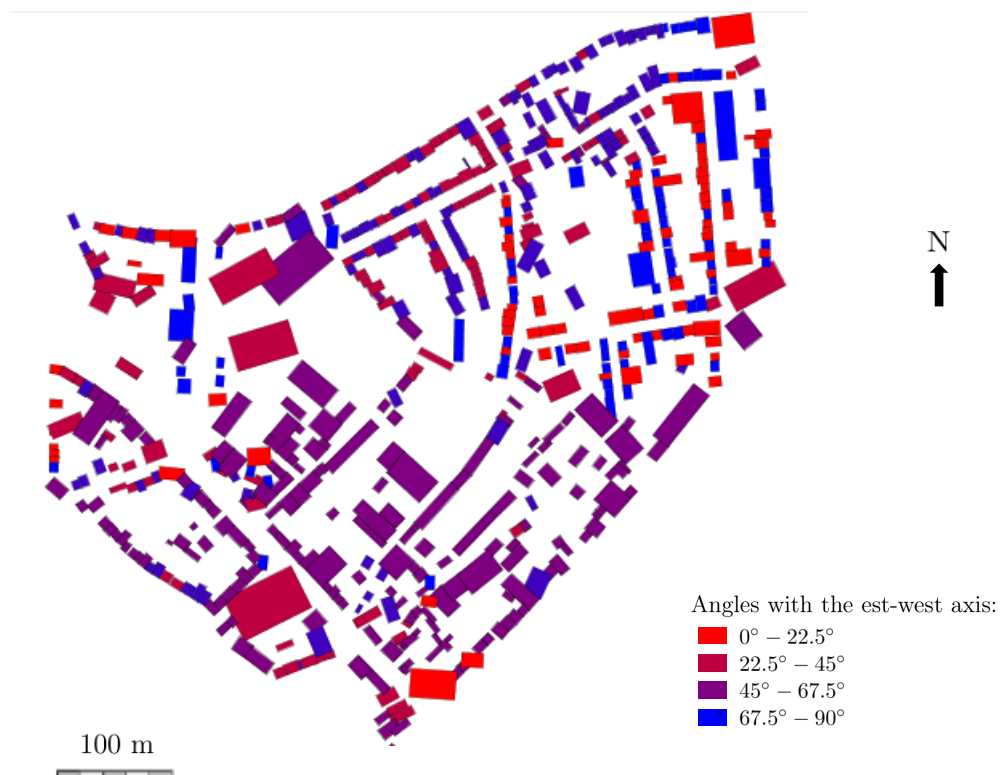 N
Angles with the est-west axis:
0° − 22.5°
22.5° − 45°
45° − 67.5°
67.5° − 90°
100 m